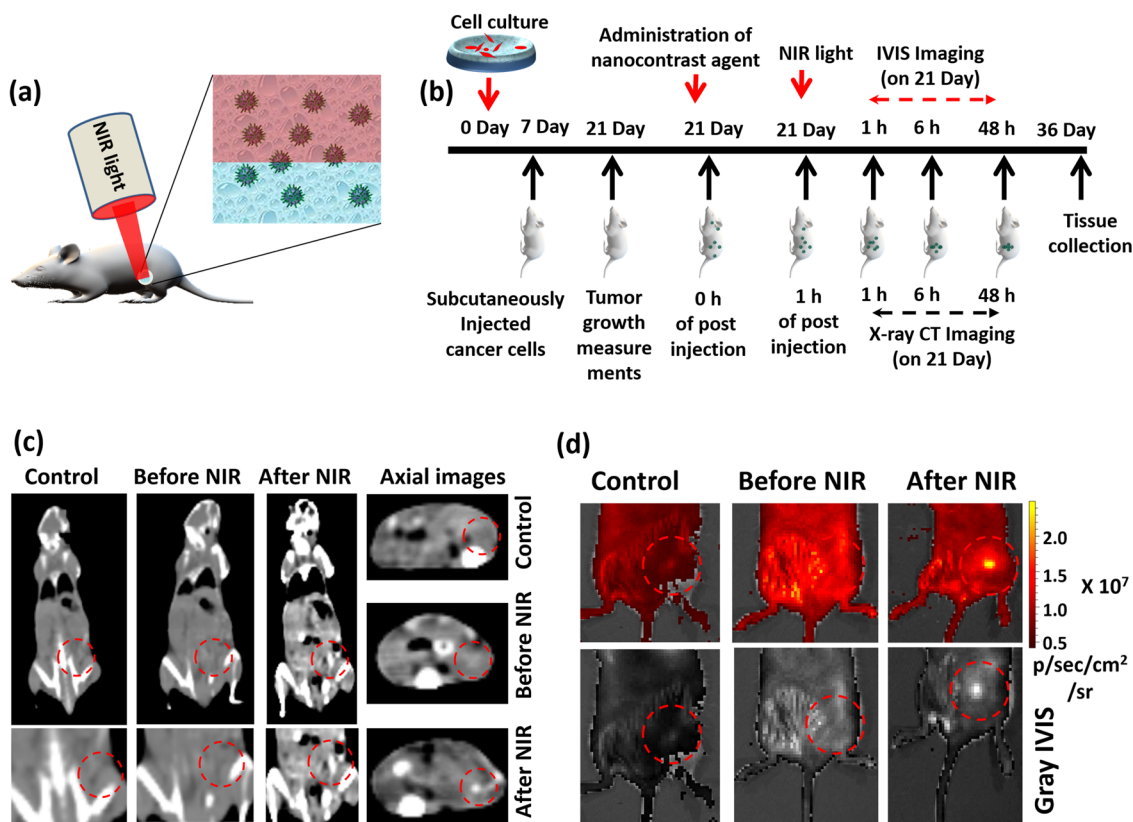 (a)
NIR light
(b)
Cell culture
Administration of
nanocontrast agent
NIR light
IVIS Imaging
(on 21 Day)
0 Day
7 Day
21 Day
21 Day
21 Day
1 h
6 h
48 h
36 Day
Subcutaneously
Injected
cancer cells
Tumor
growth
measure
ments
0 h
of post
injection
1 h
of post
injection
1 h
6 h
48 h
X-ray CT Imaging
(on 21 Day)
Tissue
collection
(c)
Control
Before NIR
After NIR
Axial images
Control
Before NIR
After NIR
(d)
Control
Before NIR
After NIR
2.0
1.5
1.0
0.5
X 10⁷
p/sec/cm²
/sr
Gray IVIS